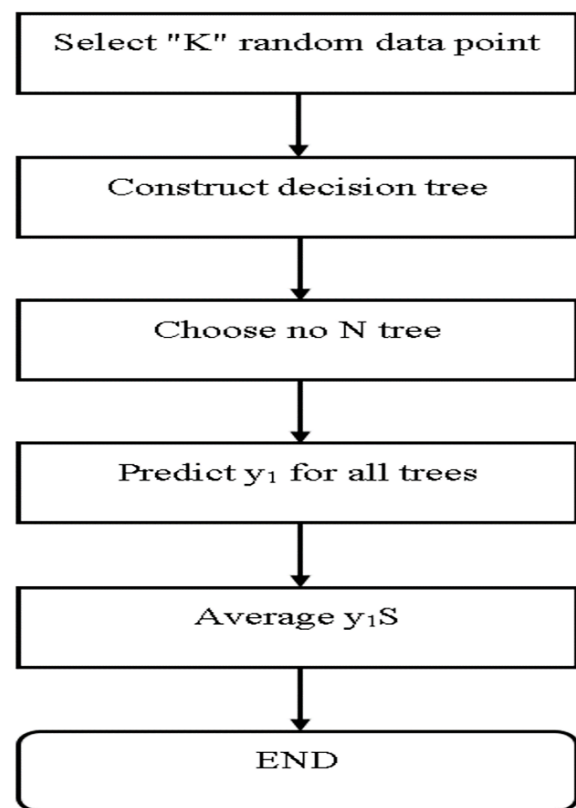 Select "K" random data point
Construct decision tree
Choose no N tree
Predict y₁ for all trees
Average y₁S
END